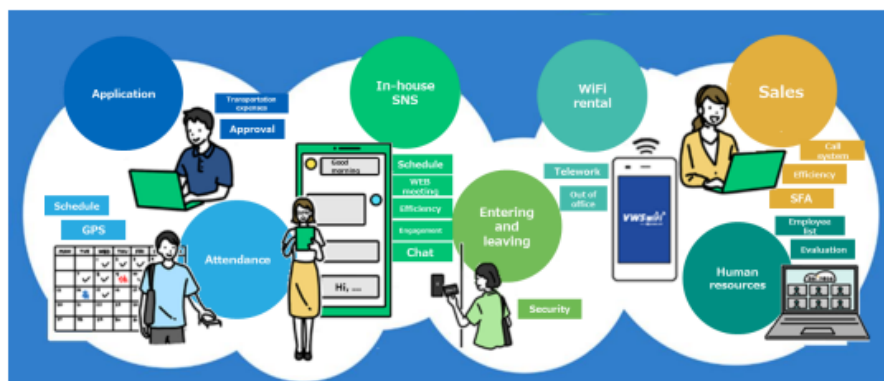 Application
Transportation
expenses
Approval
Schedule
GPS
Attendance
In-house
SNS
Good
morning
Hi, ...
Schedule
WEB
meeting
Efficiency
Engagement
Chat
Entering
and
leaving
Security
WiFi
rental
Telework
Out of
office
Sales
Call
system
Efficiency
SFA
Employee
list
Evaluation
Human
resources